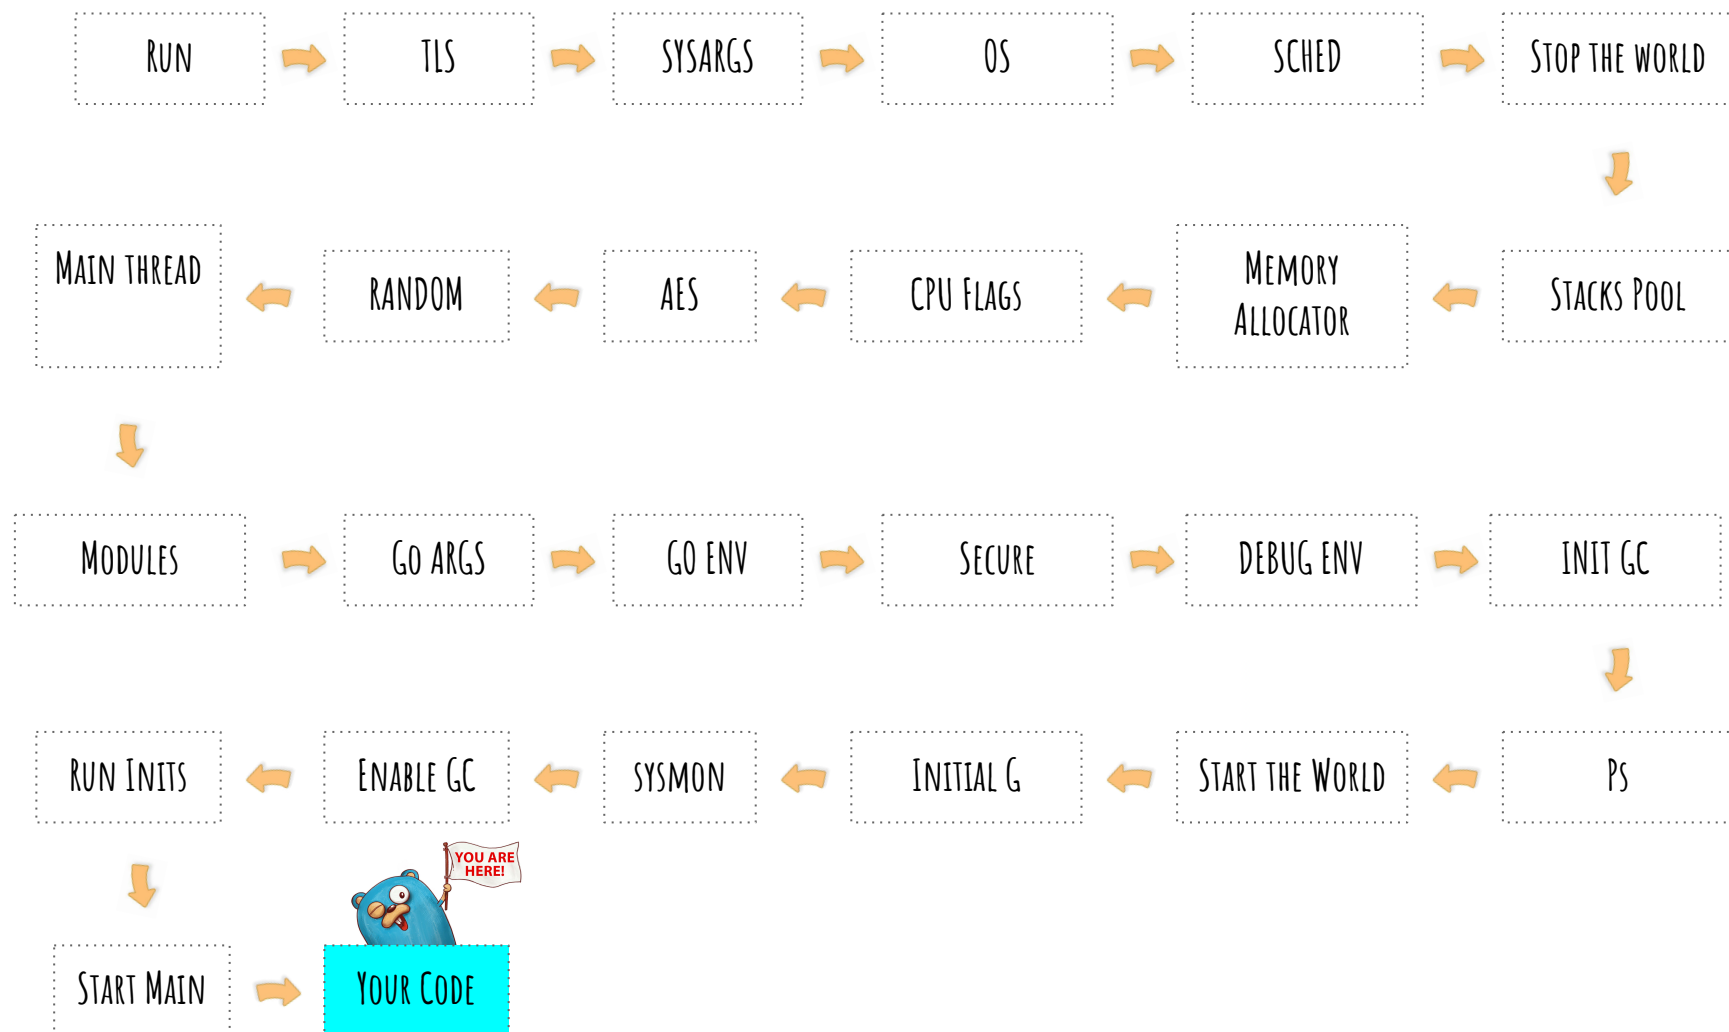 Run
TLS
SYSARGS
OS
SCHED
Stop the world
Stacks Pool
Memory
Allocator
CPU Flags
AES
RANDOM
Main thread
Modules
Go ARGS
GO ENV
Secure
DEBUG ENV
INIT GC
Ps
Start the World
Initial G
sysmon
Enable GC
Run Inits
Start Main
YOU ARE
HERE!
Your Code